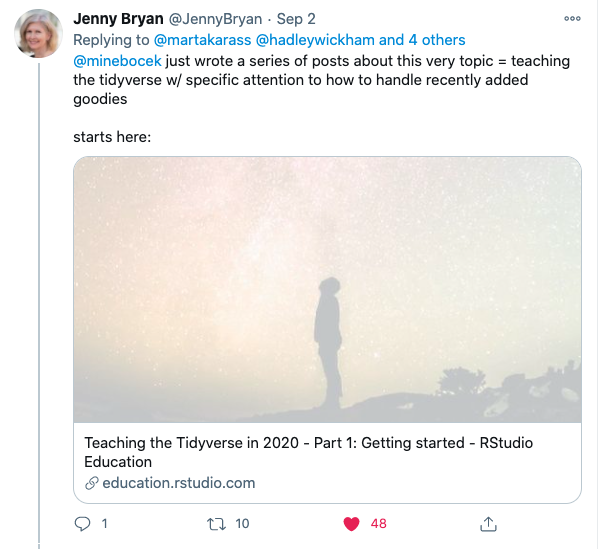 Jenny Bryan @JennyBryan · Sep 2
Replying to @martakarass @hadleywickham and 4 others
@minebocek just wrote a series of posts about this very topic = teaching
the tidyverse w/ specific attention to how to handle recently added
goodies
starts here:
Teaching the Tidyverse in 2020 - Part 1: Getting started - RStudio
Education
education.rstudio.com
1 10 48